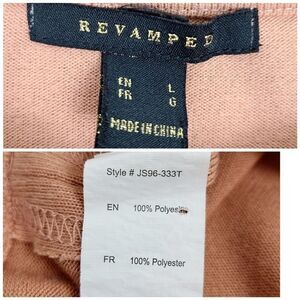 REVAMPED
EN L
FR G
MADE IN CHINA
Style # JS96-333T
EN 100% Polyester
FR 100% Polyester